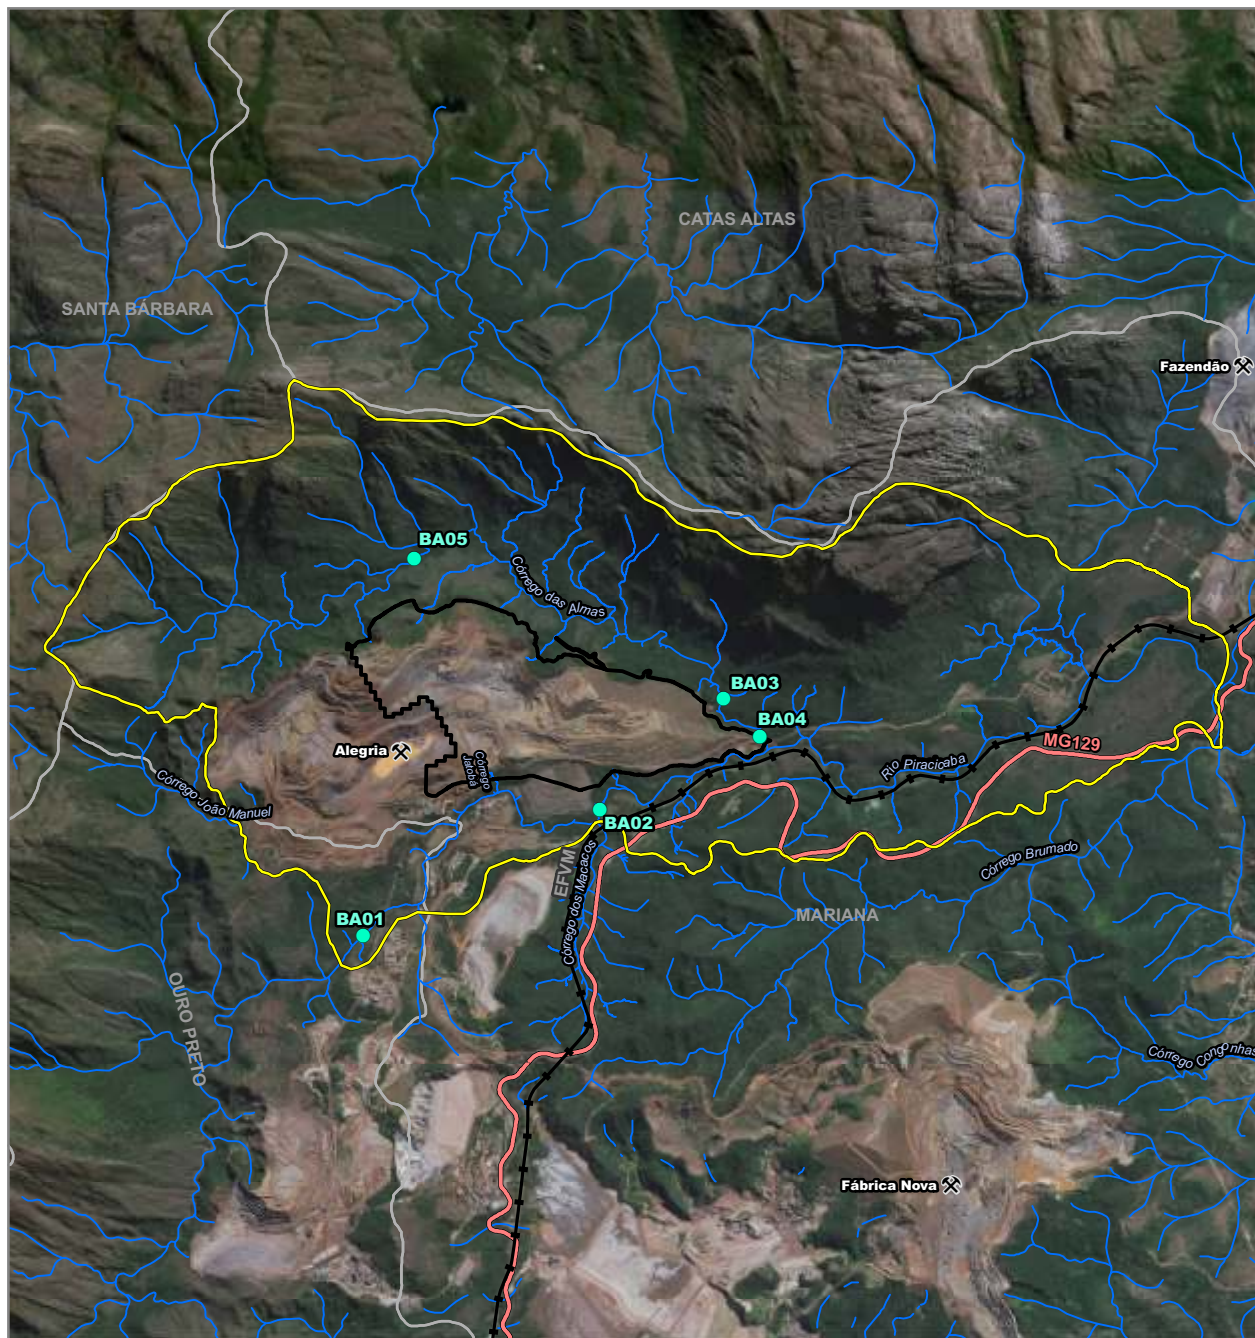 CATAS ALTAS
SANTA BÁRBARA
Fazendão
BA05
Córrego das Almas
BA03
BA04
MG129
Alegria
Córrego
Jatobá
Rio Piracicaba
Córrego João Manuel
BA02
Córrego Brumado
EFVM
Córrego dos Macacos
BA01
MARIANA
OURO PRETO
Córrego Congonhas
Fábrica Nova